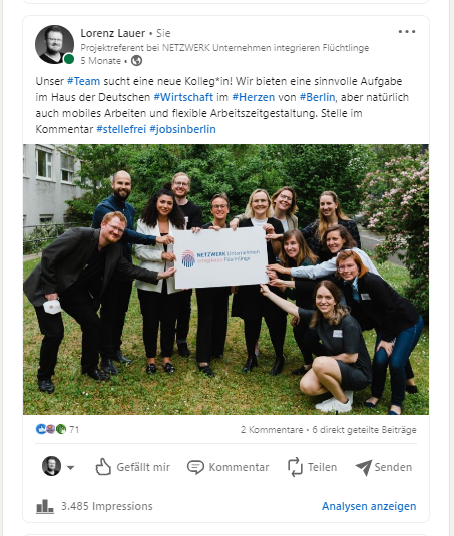 Lorenz Lauer • Sie
Projektreferent bei NETZWERK Unternehmen integrieren Flüchtlinge
5 Monate •
Unser #Team sucht eine neue Kolleg*in! Wir bieten eine sinnvolle Aufgabe
im Haus der Deutschen #Wirtschaft im #Herzen von #Berlin, aber natürlich
auch mobiles Arbeiten und flexible Arbeitszeitgestaltung. Stelle im
Kommentar #stellefrei #jobsinberlin
NETZWERK Unternehmen
integrieren Flüchtlinge
71
2 Kommentare • 6 direkt geteilte Beiträge
Gefällt mir
Kommentar
Teilen
Senden
3.485 Impressions
Analysen anzeigen